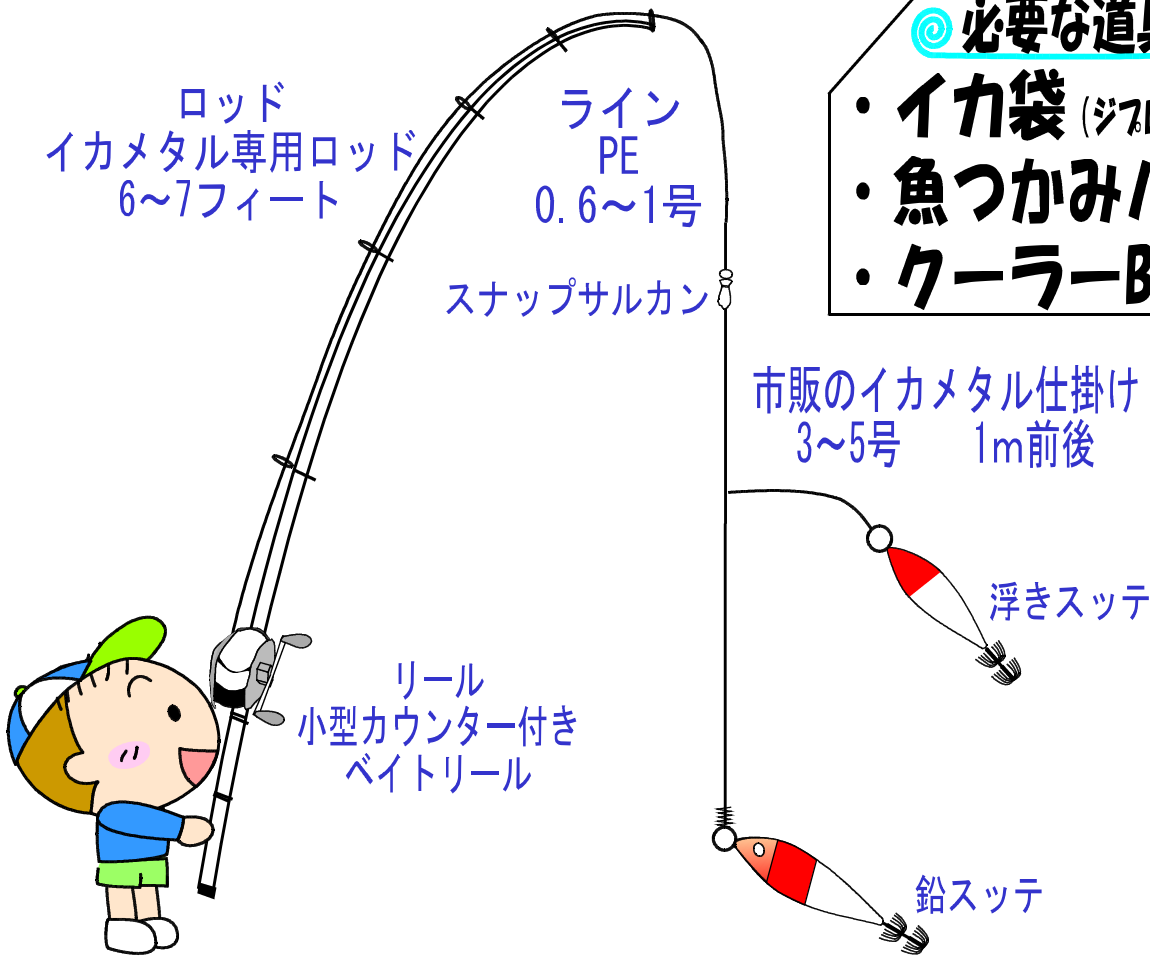 必要な道具
・イカ袋
・魚つかみ
・クーラーB
ロッド
イカメタル専用ロッド
6～7フィート
ライン
PE
0.6～1号
スナップサルカン
市販のイカメタル仕掛け
3～5号　1m前後
浮きスッテ
リール
小型カウンター付き
ベイトリール
鉛スッテ